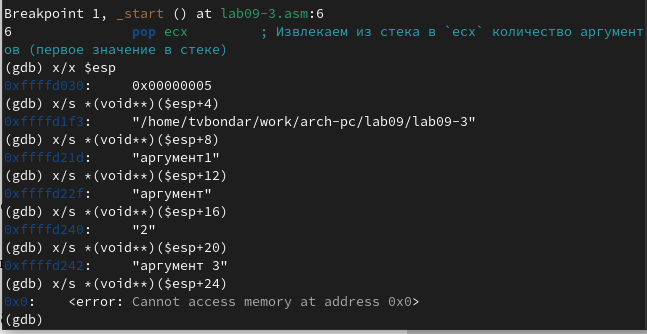 Breakpoint 1, _start () at lab09-3.asm:6
6               pop ecx         ; Извлекаем из стека в `ecx` количество аргумент
ов (первое значение в стеке)
(gdb) x/x $esp
0xffffd030:     0x00000005
(gdb) x/s *(void**)($esp+4)
0xffffd1f3:     "/home/tvbondar/work/arch-pc/lab09/lab09-3"
(gdb) x/s *(void**)($esp+8)
0xffffd21d:     "аргумент1"
(gdb) x/s *(void**)($esp+12)
0xffffd22f:     "аргумент"
(gdb) x/s *(void**)($esp+16)
0xffffd240:     "2"
(gdb) x/s *(void**)($esp+20)
0xffffd242:     "аргумент 3"
(gdb) x/s *(void**)($esp+24)
0x0:    <error: Cannot access memory at address 0x0>
(gdb)